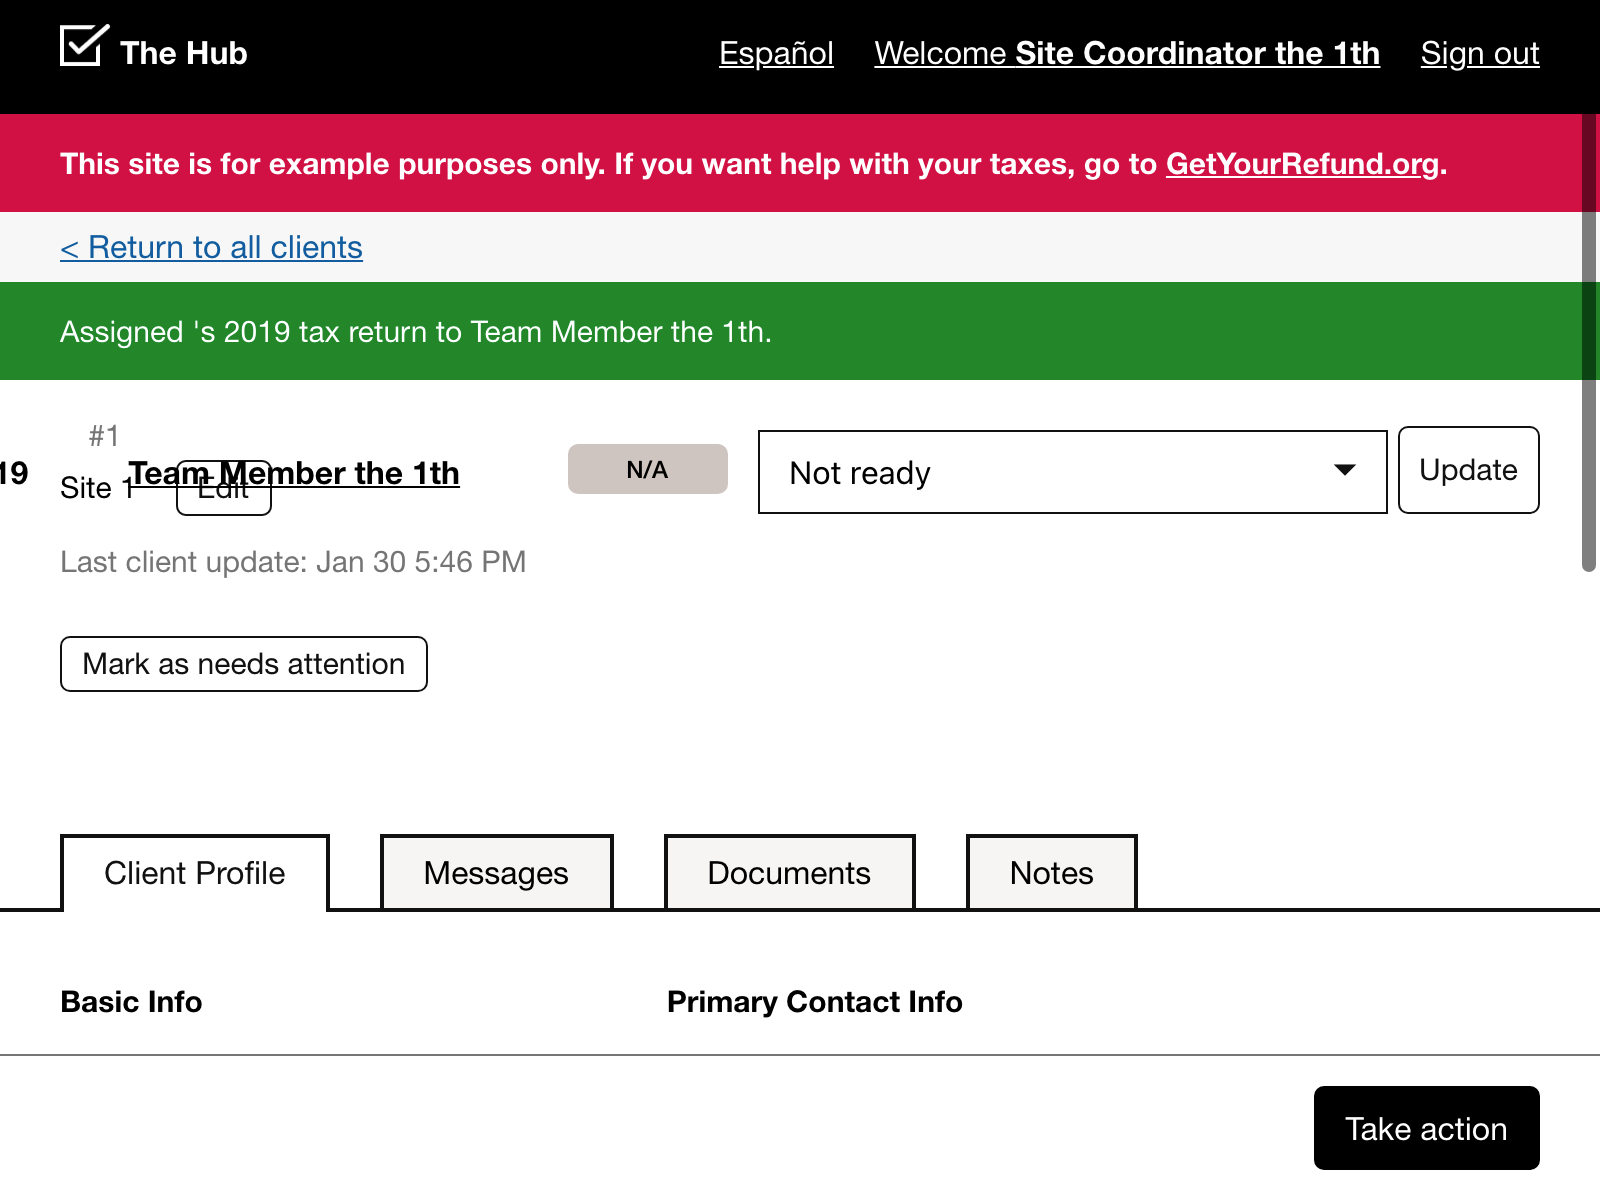 The Hub
Español Welcome Site Coordinator the 1th Sign out
This site is for example purposes only. If you want help with your taxes, go to GetYourRefund.org.
< Return to all clients
Assigned 's 2019 tax return to Team Member the 1th.
#1
19 Team Member the 1th N/A Not ready Update
Site 1 Edit
Last client update: Jan 30 5:46 PM
Mark as needs attention
Client Profile Messages Documents Notes
Basic Info Primary Contact Info
Take action